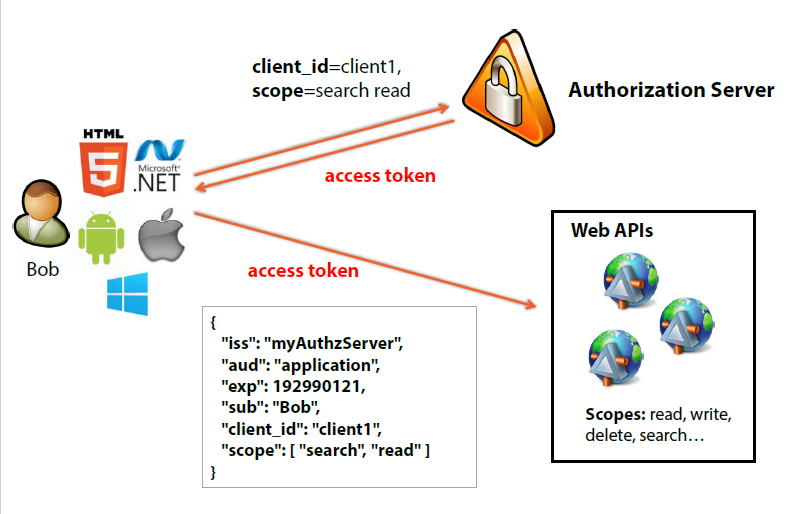 client_id=client1,
scope=search read
Authorization Server
HTML
5
Microsoft®
.NET
access token
Bob
access token
Web APIs
{
"iss": "myAuthzServer",
"aud": "application",
"exp": 192990121,
"sub": "Bob",
"client_id": "client1",
"scope": [ "search", "read" ]
}
Scopes: read, write,
delete, search…